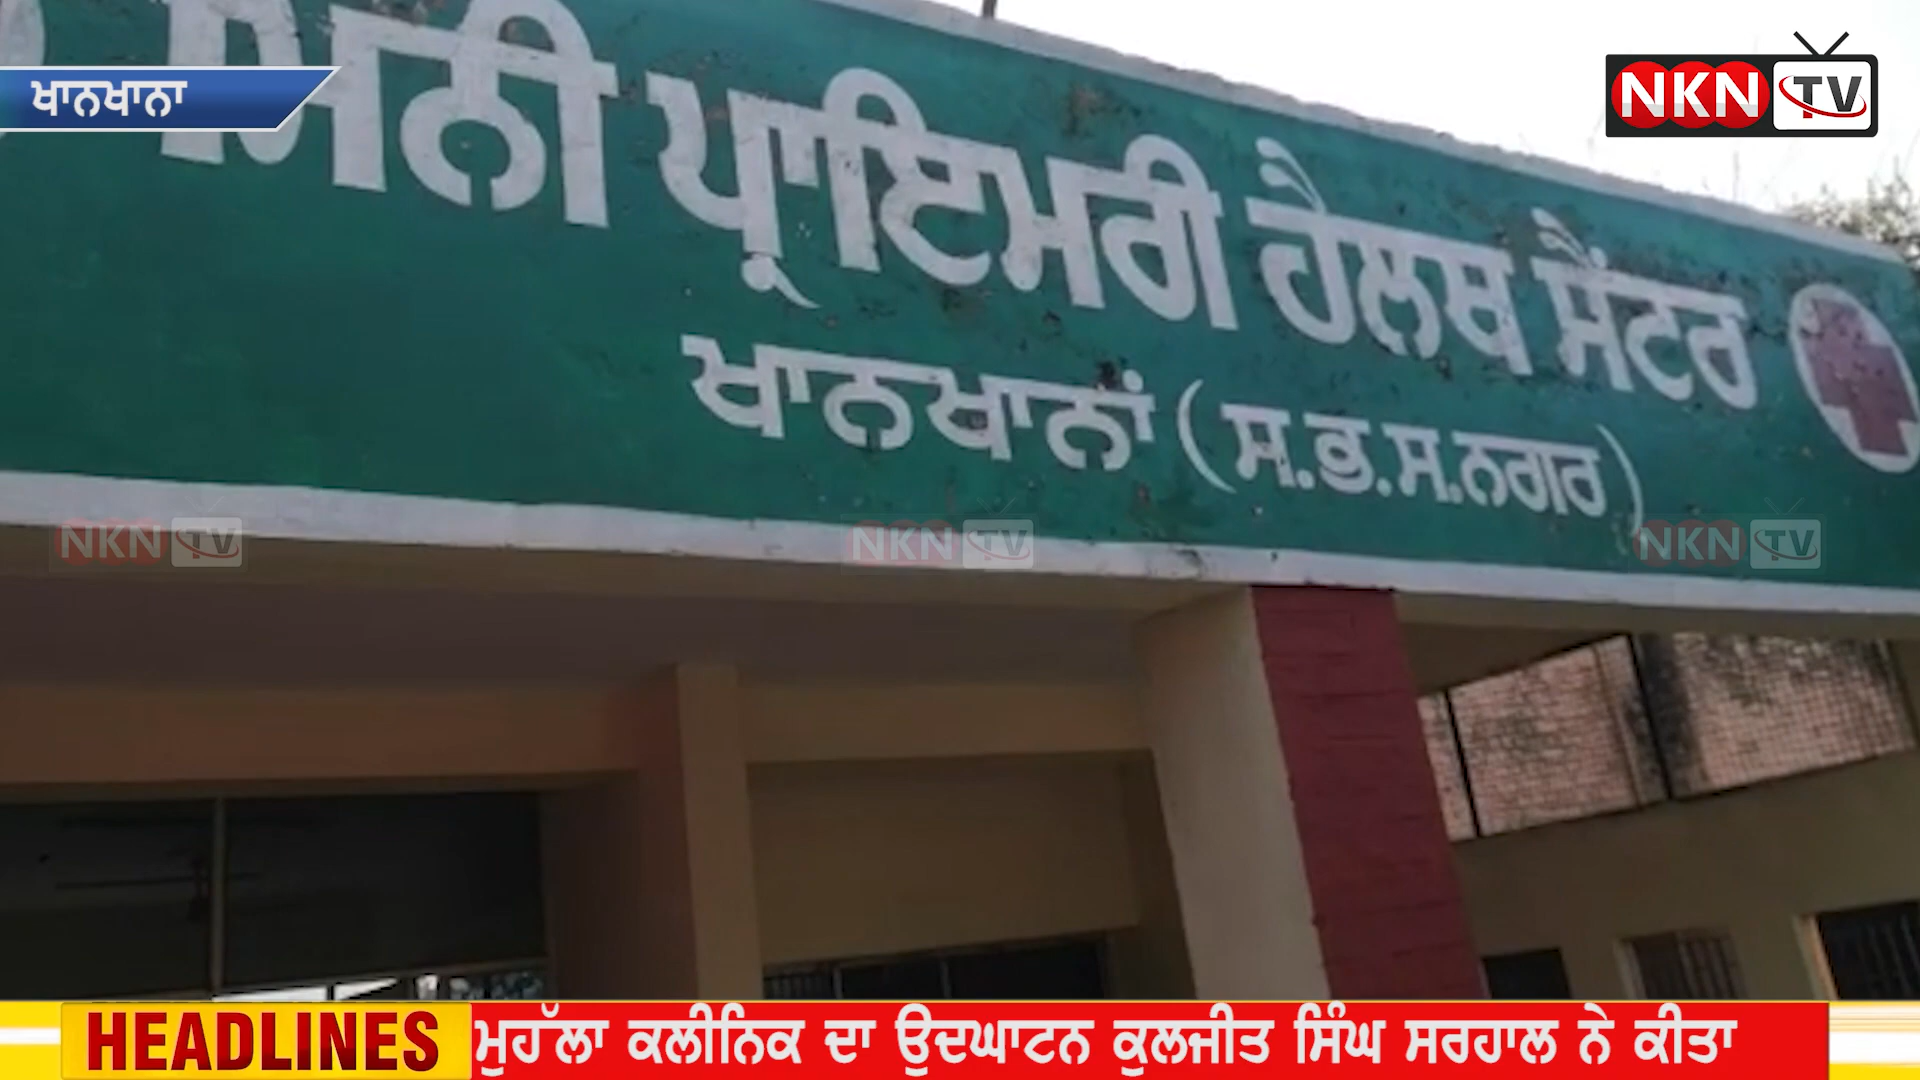 ਖਾਨਖਾਨਾ
NKN TV
ਮਿਨੀ ਪ੍ਰਾਇਮਰੀ ਹੈਲਥ ਸੈਂਟਰ
ਖਾਨਖਾਨਾਂ (ਸ.ਭ.ਸ.ਨਗਰ)
NKN TV NKN TV NKN TV
HEADLINES ਮੁਹੱਲਾ ਕਲੀਨਿਕ ਦਾ ਉਦਘਾਟਨ ਕੁਲਜੀਤ ਸਿੰਘ ਸਰਹਾਲ ਨੇ ਕੀਤਾ